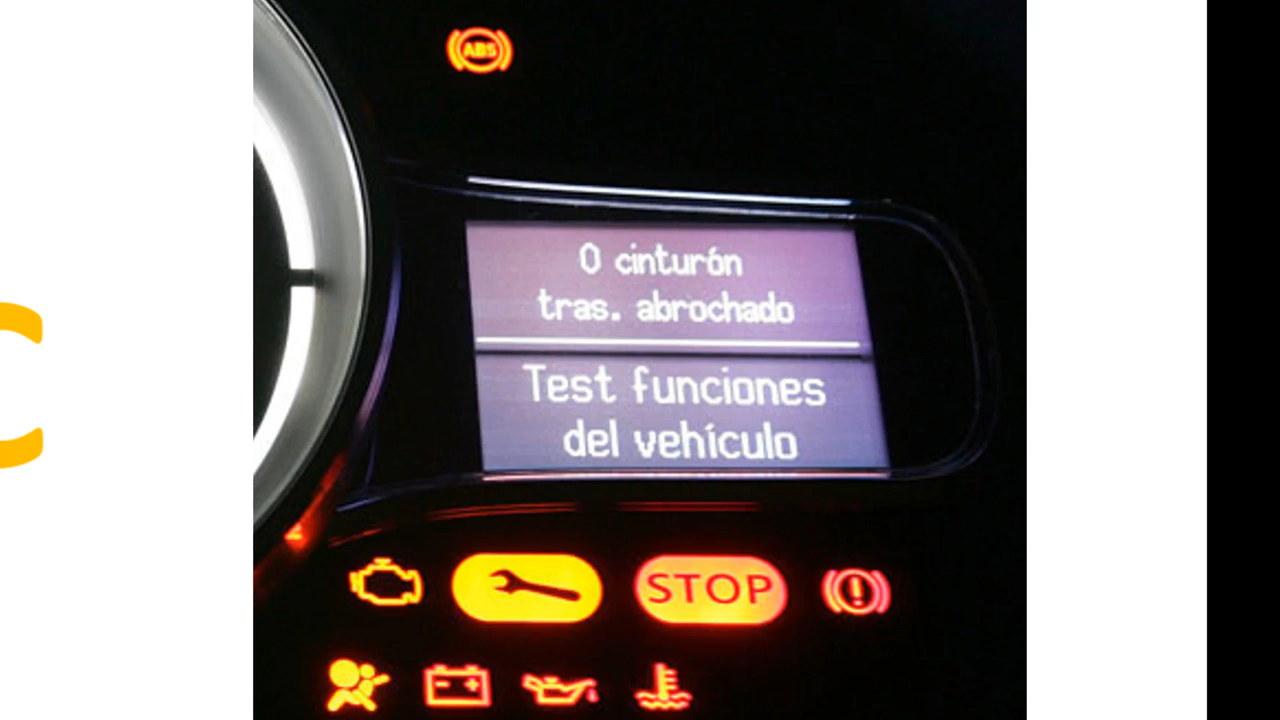 C
ABS
0 cinturón
tras. abrochado
Test funciones
del vehículo
STOP